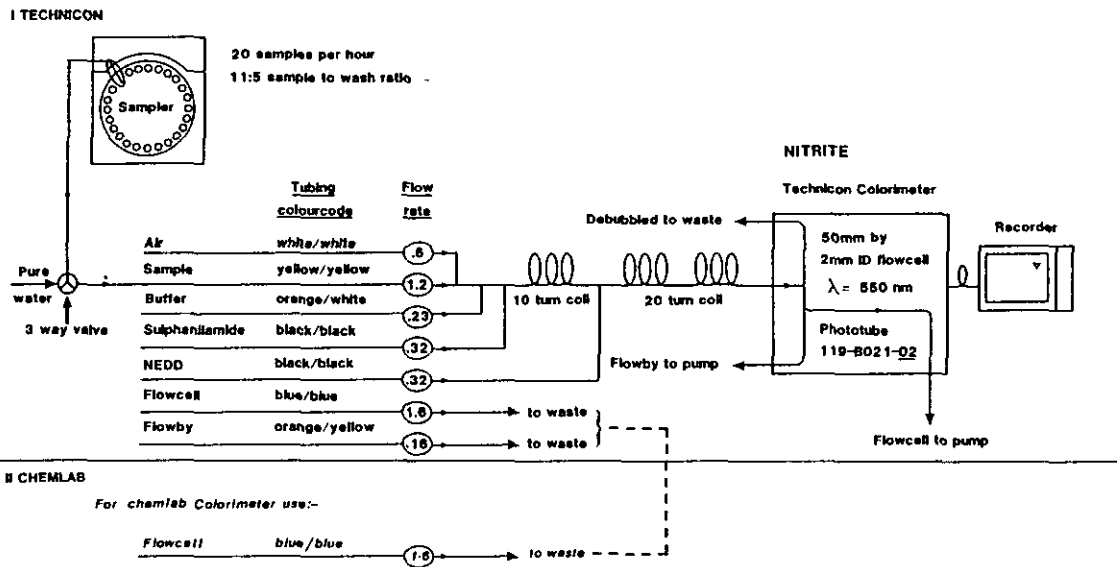 I TECHNICON
20 samples per hour
11:5 sample to wash ratio
Sampler
NITRITE
Technicon Colorimeter
Tubing colourcode
Flow rate
Debubbled to waste
Recorder
Air white/white .6
Sample yellow/yellow 1.2
Pure water
3 way valve
Buffer orange/white .23
Sulphanilamide black/black .32
NEDD black/black .32
Flowcell blue/blue 1.6 to waste
Flowby orange/yellow .16 to waste
10 turn coil
20 turn coil
50mm by
2mm ID flowcell
λ= 550 nm
Phototube
119-B021-02
Flowby to pump
Flowcell to pump
II CHEMLAB
For chemlab Colorimeter use:-
Flowcell blue/blue 1·6 to waste